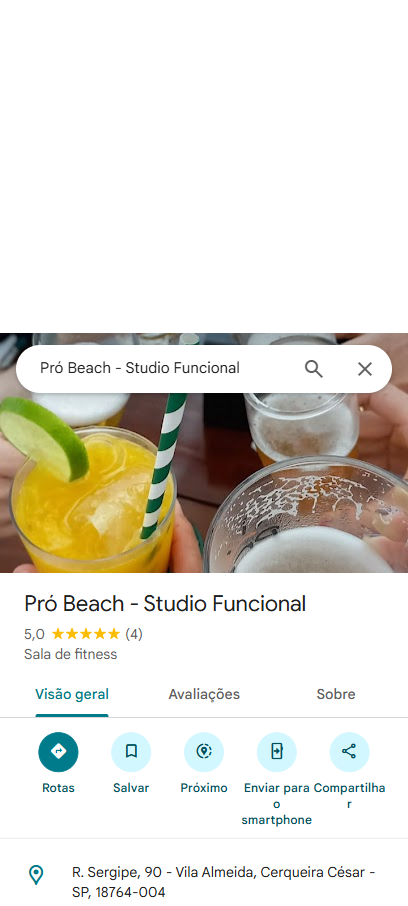 Pró Beach - Studio Funcional
Pró Beach - Studio Funcional
5,0 ★★★★★ (4)
Sala de fitness
Visão geral Avaliações Sobre
Rotas Salvar Próximo Enviar para o smartphone Compartilhar
R. Sergipe, 90 - Vila Almeida, Cerqueira César -
SP, 18764-004